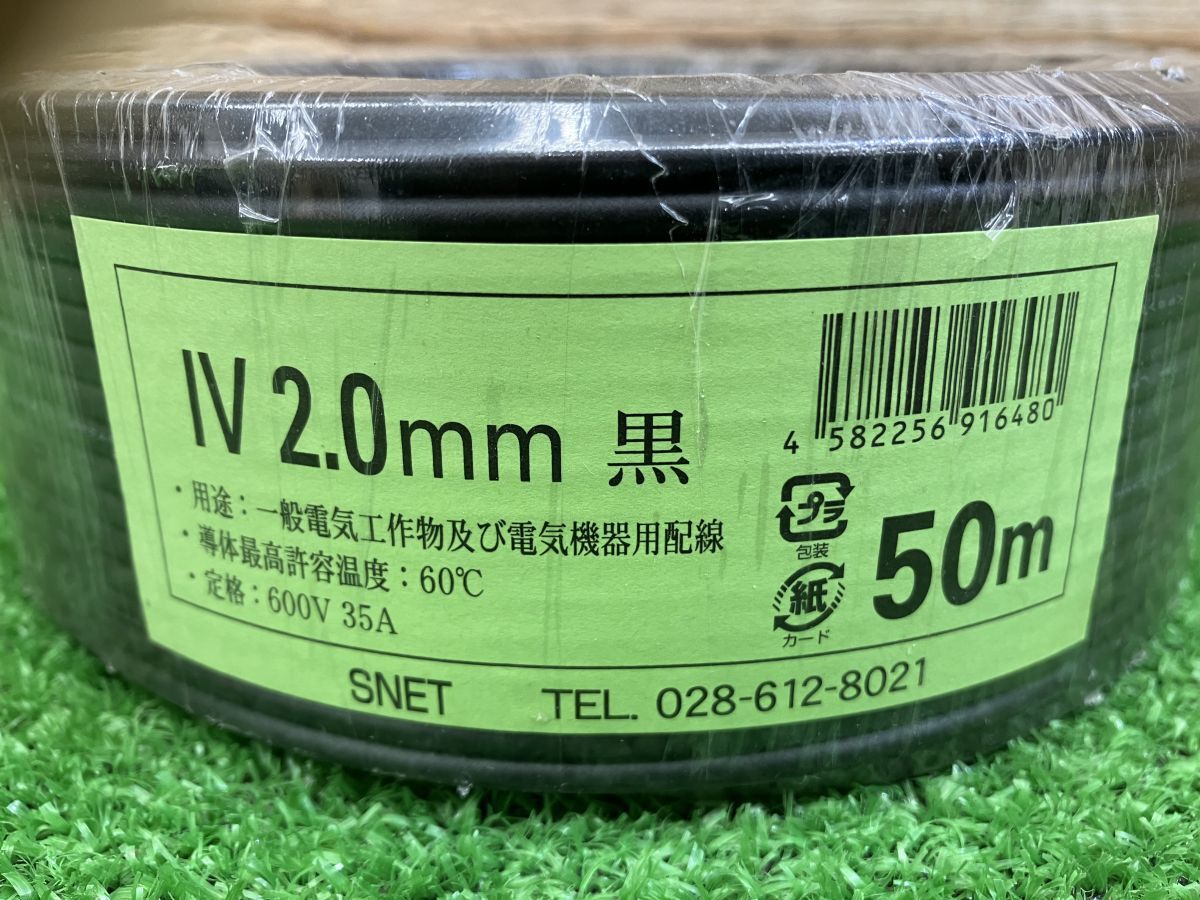 IV 2.0mm 黒
・用途：一般電気工作物及び電気機器用配線
・導体最高許容温度：60℃
・定格：600V 35A
4 582256 916480
プラ
包装
紙
カード
50m
SNET TEL. 028-612-8021